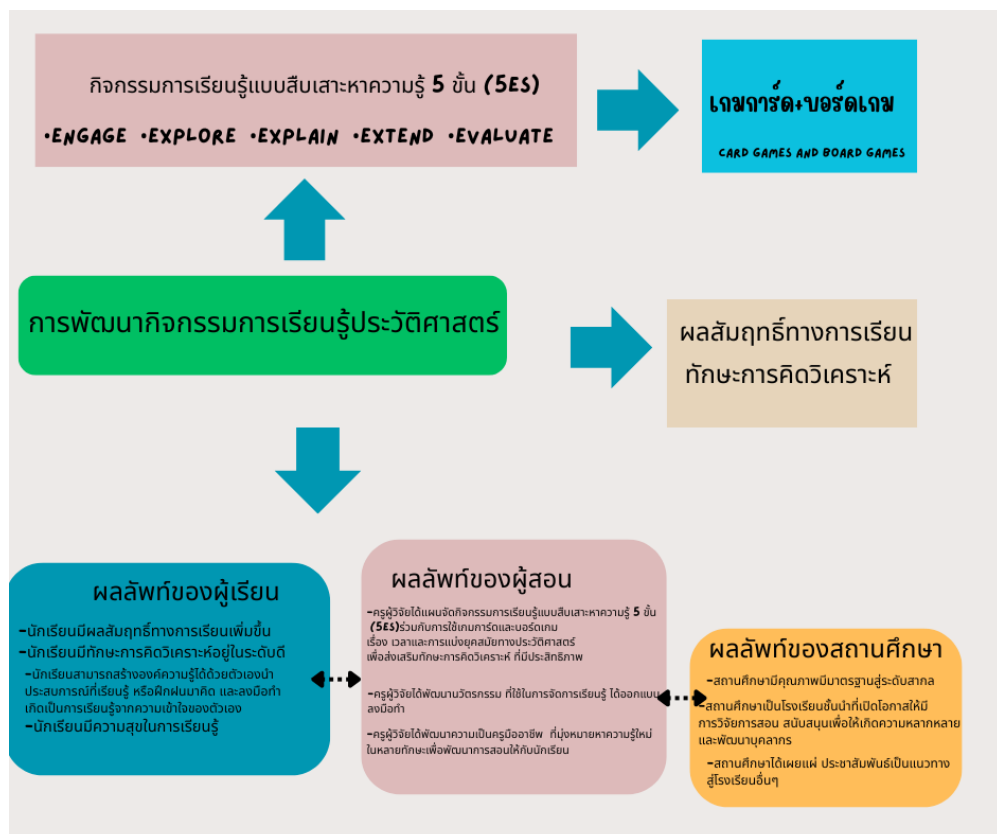 กิจกรรมการเรียนรู้แบบสืบเสาะหาความรู้ 5 ขั้น (5ES)
•ENGAGE •EXPLORE •EXPLAIN •EXTEND •EVALUATE
เกมการ์ด+บอร์ดเกม
CARD GAMES AND BOARD GAMES
การพัฒนากิจกรรมการเรียนรู้ประวัติศาสตร์
ผลสัมฤทธิ์ทางการเรียน
ทักษะการคิดวิเคราะห์
ผลลัพท์ของผู้เรียน
-นักเรียนมีผลสัมฤทธิ์ทางการเรียนเพิ่มขึ้น
-นักเรียนมีทักษะการคิดวิเคราะห์อยู่ในระดับดี
-นักเรียนสามารถสร้างองค์ความรู้ได้ด้วยตัวเองนำ
ประสบการณ์ที่เรียนรู้ หรือฝึกฝนมาคิด และลงมือทำ
เกิดเป็นการเรียนรู้จากความเข้าใจของตัวเอง
-นักเรียนมีความสุขในการเรียนรู้
ผลลัพท์ของผู้สอน
-ครูผู้วิจัยได้แผนจัดกิจกรรมการเรียนรู้แบบสืบเสาะหาความรู้ 5 ขั้น
(5ES)ร่วมกับการใช้เกมการ์ดและบอร์ดเกม
เรื่อง เวลาและการแบ่งยุคสมัยทางประวัติศาสตร์
เพื่อส่งเสริมทักษะการคิดวิเคราะห์ ที่มีประสิทธิภาพ
-ครูผู้วิจัยได้พัฒนานวัตรกรรม ที่ใช้ในการจัดการเรียนรู้ ได้ออกแบบ
ลงมือทำ
-ครูผู้วิจัยได้พัฒนาความเป็นครูมืออาชีพ ที่มุ่งหมายหาความรู้ใหม่
ในหลายทักษะเพื่อพัฒนาการสอนให้กับนักเรียน
ผลลัพท์ของสถานศึกษา
-สถานศึกษามีคุณภาพมีมาตรฐานสู่ระดับสากล
-สถานศึกษาเป็นโรงเรียนชั้นนำที่เปิดโอกาสให้มี
การวิจัยการสอน สนับสนุนเพื่อให้เกิดความหลากหลาย
และพัฒนาบุคลากร
-สถานศึกษาได้เผยแผ่ ประชาสัมพันธ์เป็นแนวทาง
สู่โรงเรียนอื่นๆ